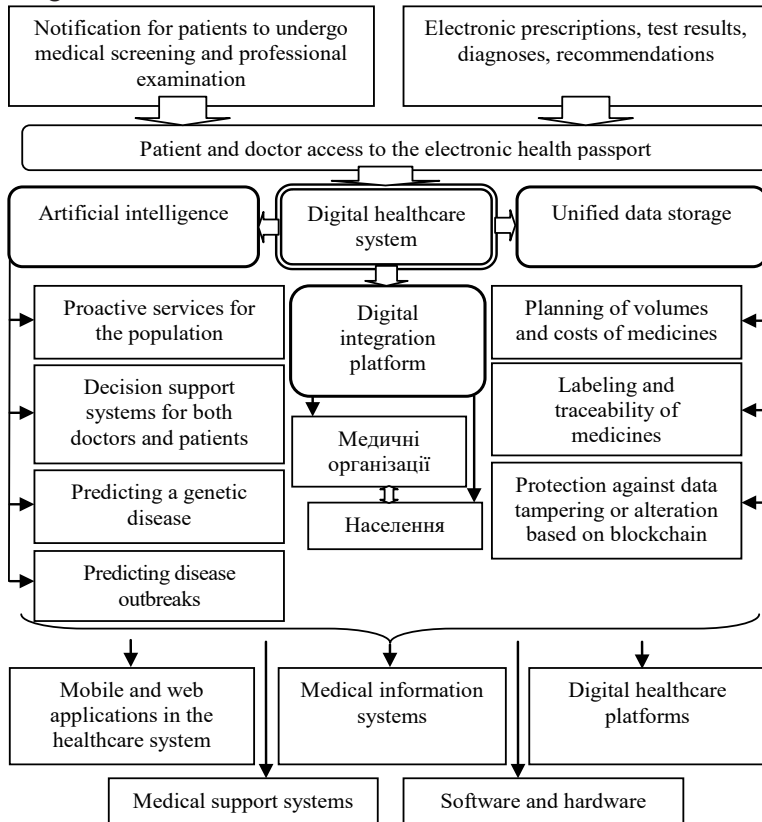 Notification for patients to undergo
medical screening and professional
examination
Electronic prescriptions, test results,
diagnoses, recommendations
Patient and doctor access to the electronic health passport
Artificial intelligence
Digital healthcare
system
Unified data storage
Proactive services for
the population
Digital
integration
platform
Planning of volumes
and costs of medicines
Decision support
systems for both
doctors and patients
Labeling and
traceability of
medicines
Медичні
організації
Predicting a genetic
disease
Protection against data
tampering or alteration
based on blockchain
Населення
Predicting disease
outbreaks
Mobile and web
applications in the
healthcare system
Medical information
systems
Digital healthcare
platforms
Medical support systems
Software and hardware